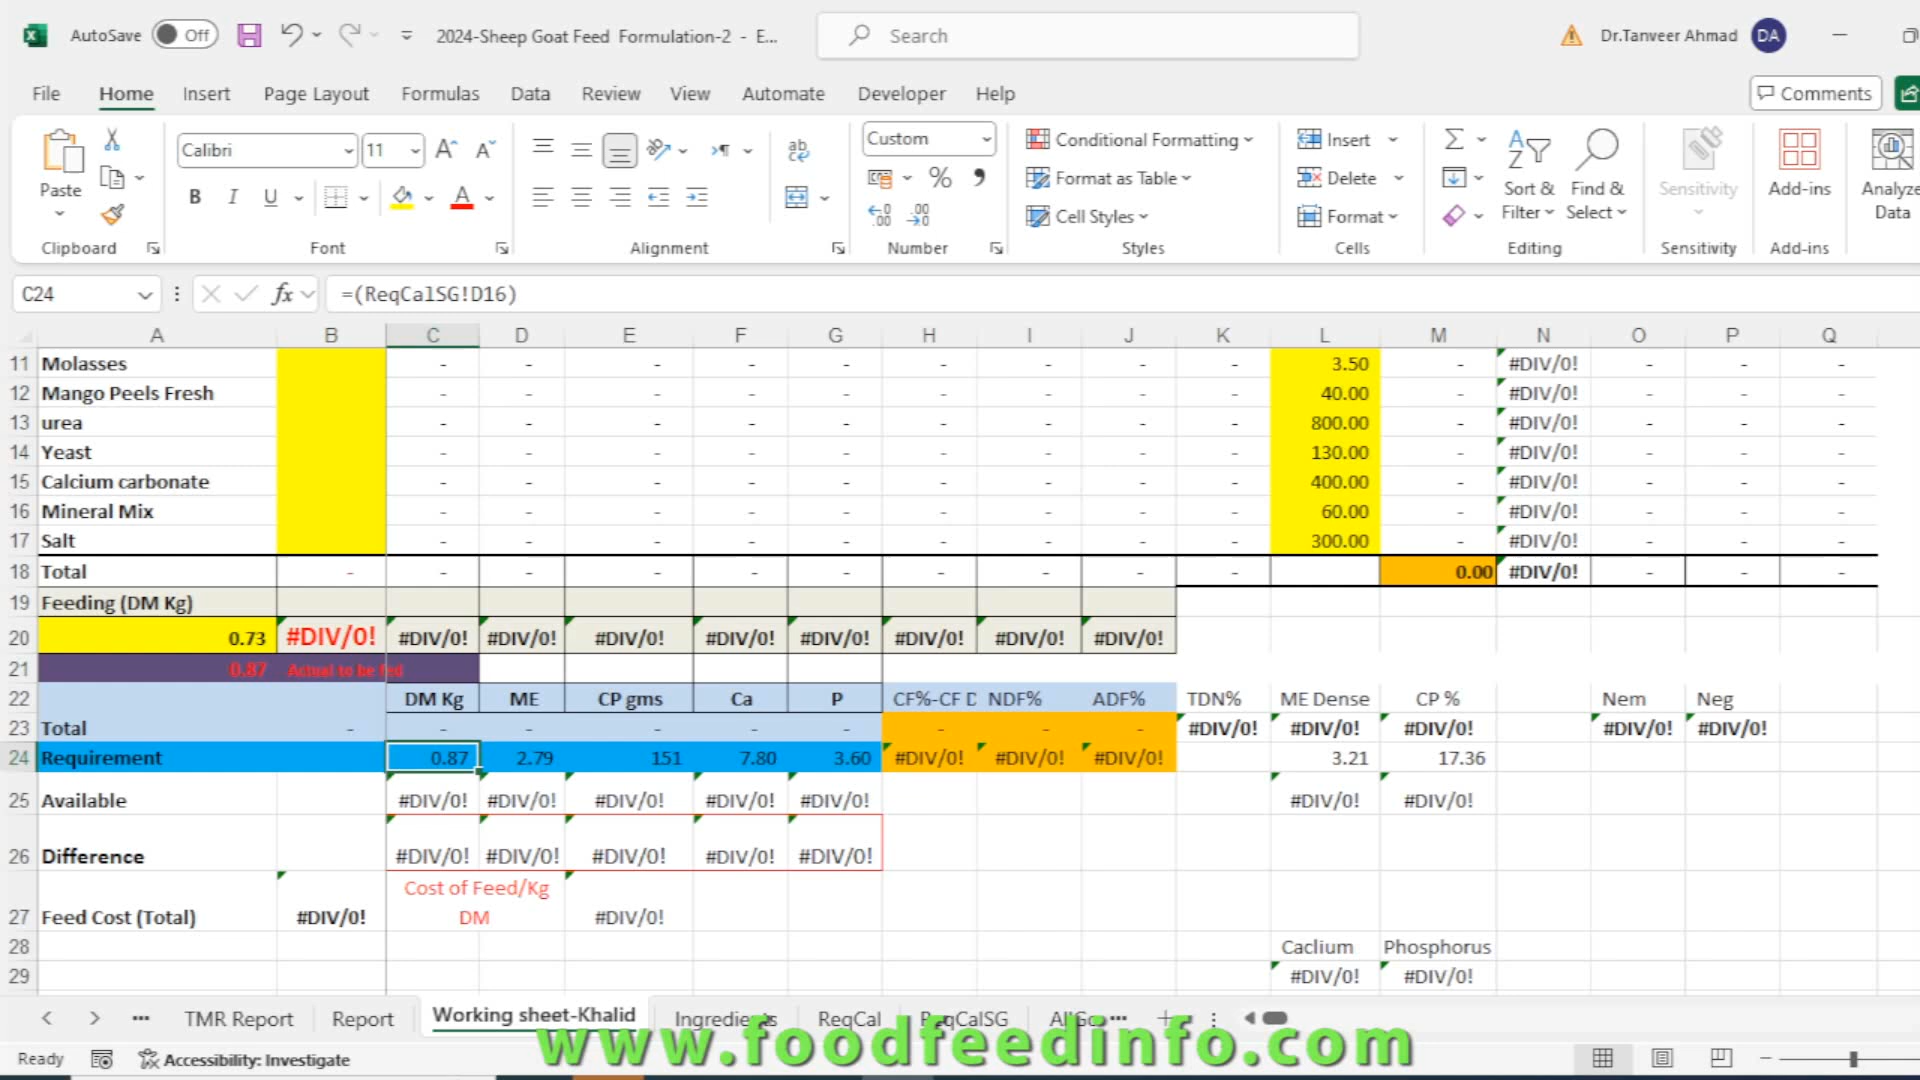 AutoSave Off 2024-Sheep Goat Feed Formulation-2 - E... Search Dr.Tanveer Ahmad DA
File Home Insert Page Layout Formulas Data Review View Automate Developer Help Comments
Calibri 11 Custom Conditional Formatting Insert
Paste Format as Table Delete Sort & Find & Sensitivity Add-ins Analyze
B I U A % Cell Styles Format Filter Select Data
Clipboard Font Alignment Number Styles Cells Editing Sensitivity Add-ins
C24 fx =(ReqCalSG!D16)
A B C D E F G H I J K L M N O P Q
11 Molasses - - - - - - - - - 3.50 - #DIV/0! - - -
12 Mango Peels Fresh - - - - - - - - - 40.00 - #DIV/0! - - -
13 urea - - - - - - - - - 800.00 - #DIV/0! - - -
14 Yeast - - - - - - - - - 130.00 - #DIV/0! - - -
15 Calcium carbonate - - - - - - - - - 400.00 - #DIV/0! - - -
16 Mineral Mix - - - - - - - - - 60.00 - #DIV/0! - - -
17 Salt - - - - - - - - - 300.00 - #DIV/0! - - -
18 Total - - - - - - - - - - 0.00 #DIV/0! - - -
19 Feeding (DM Kg)
20 0.73 #DIV/0! #DIV/0! #DIV/0! #DIV/0! #DIV/0! #DIV/0! #DIV/0! #DIV/0! #DIV/0!
21 0.87 Actual to be fed
22 DM Kg ME CP gms Ca P CF%-CF D NDF% ADF% TDN% ME Dense CP % Nem Neg
23 Total - - - - - - - - - #DIV/0! #DIV/0! #DIV/0! #DIV/0! #DIV/0!
24 Requirement 0.87 2.79 151 7.80 3.60 #DIV/0! #DIV/0! #DIV/0! 3.21 17.36
25 Available #DIV/0! #DIV/0! #DIV/0! #DIV/0! #DIV/0! #DIV/0! #DIV/0!
26 Difference #DIV/0! #DIV/0! #DIV/0! #DIV/0! #DIV/0!
Cost of Feed/Kg
27 Feed Cost (Total) #DIV/0! DM #DIV/0!
28 Caclium Phosphorus
29 #DIV/0! #DIV/0!
TMR Report Report Working sheet-Khalid Ingredients ReqCal ReqCalSG
www.foodfeedinfo.com
Ready Accessibility: Investigate